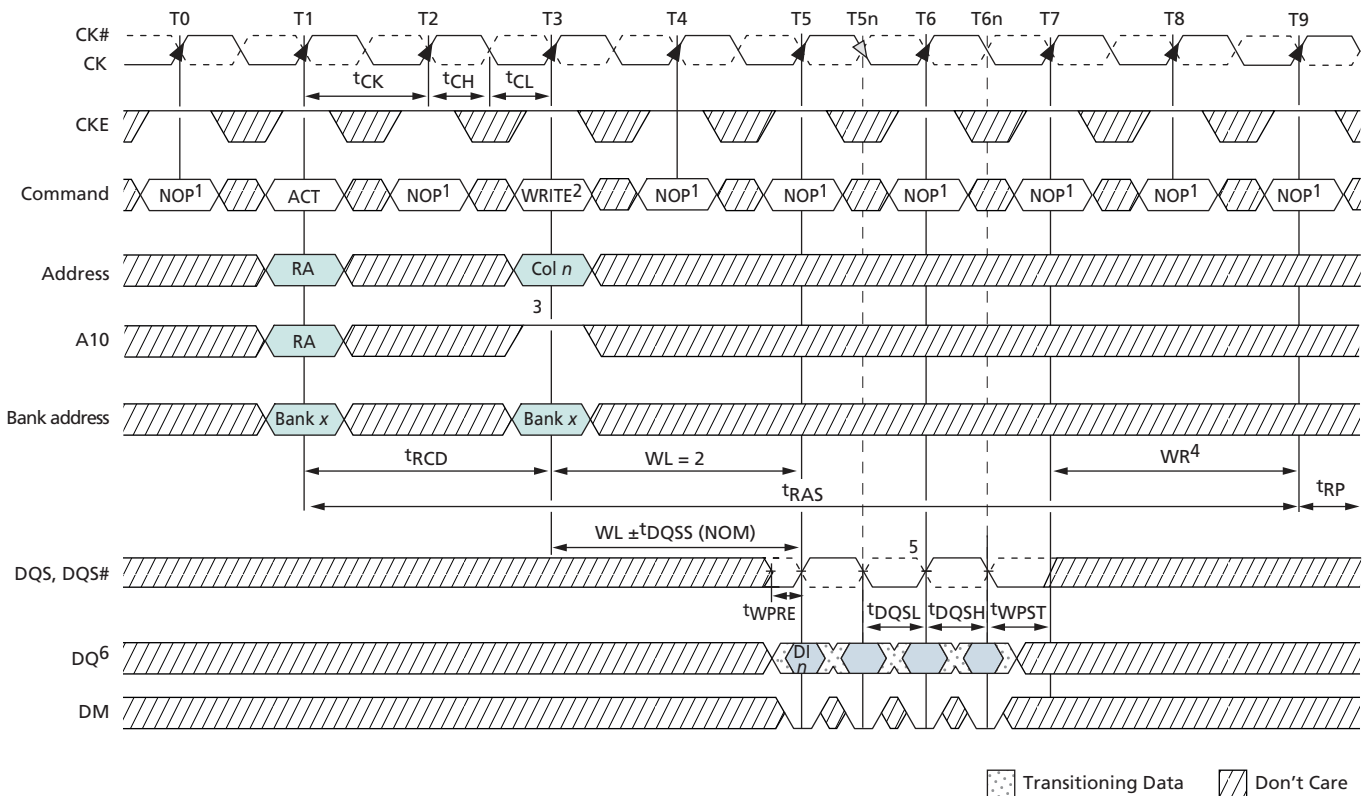 T0 T1 T2 T3 T4 T5 T5n T6 T6n T7 T8 T9
CK#
CK
tCK tCH tCL
CKE
Command NOP1 ACT NOP1 WRITE2 NOP1 NOP1 NOP1 NOP1 NOP1 NOP1
Address RA Col n
3
A10 RA
Bank address Bank x Bank x
tRCD WL = 2 WR4
tRAS tRP
WL ±tDQSS (NOM)
5
DQS, DQS#
tWPRE tDQSL tDQSH tWPST
DQ6 DI
n
DM
Transitioning Data Don't Care